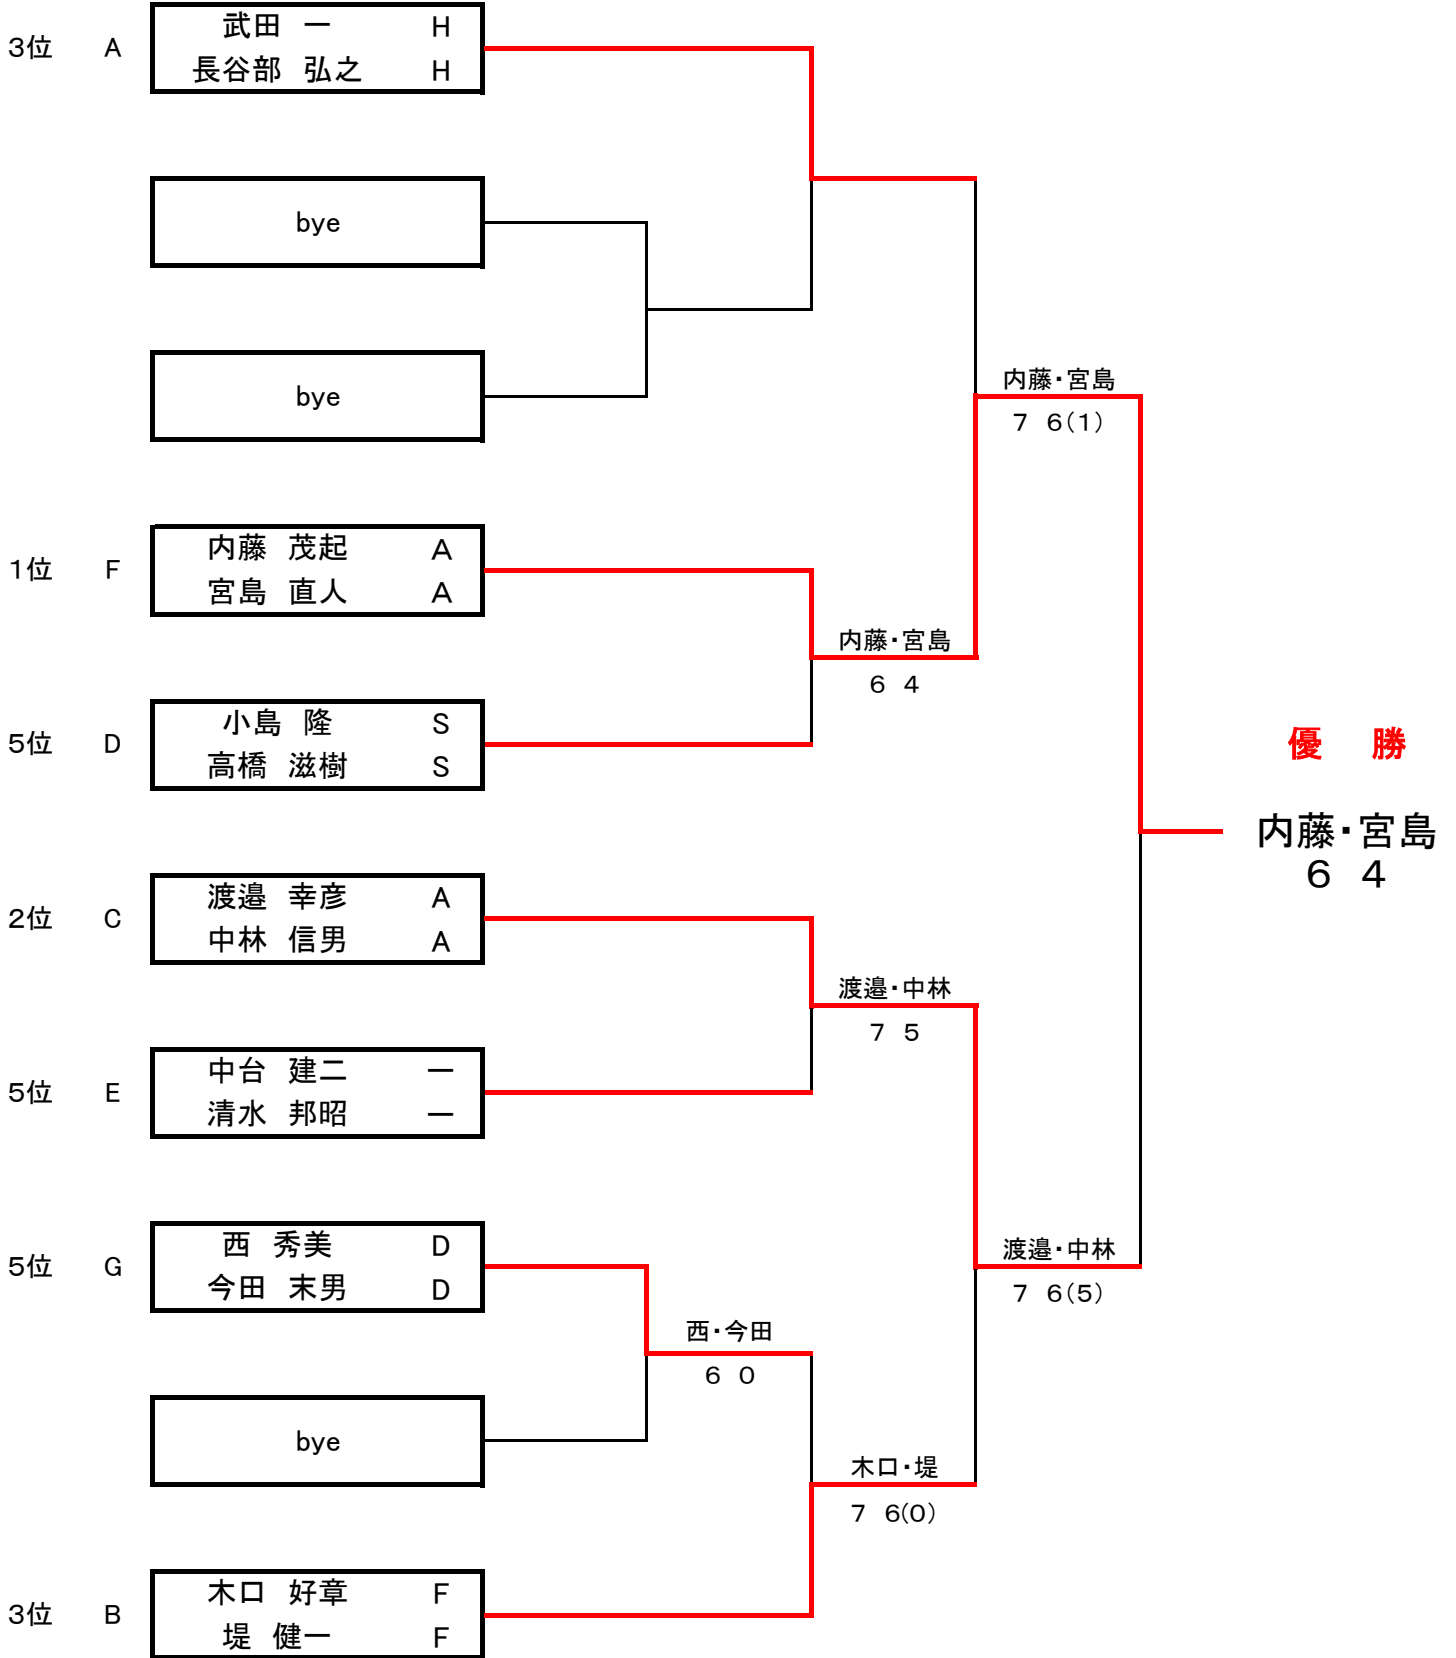 3位 A 武田 一 H
長谷部 弘之 H
bye
bye
内藤・宮島
7 6(1)
1位 F 内藤 茂起 A
宮島 直人 A
内藤・宮島
6 4
5位 D 小島 隆 S
高橋 滋樹 S
優 勝
内藤・宮島
6 4
2位 C 渡邉 幸彦 A
中林 信男 A
渡邉・中林
7 5
5位 E 中台 建二 ー
清水 邦昭 ー
5位 G 西 秀美 D
今田 末男 D
渡邉・中林
7 6(5)
西・今田
6 0
bye
木口・堤
7 6(0)
3位 B 木口 好章 F
堤 健一 F